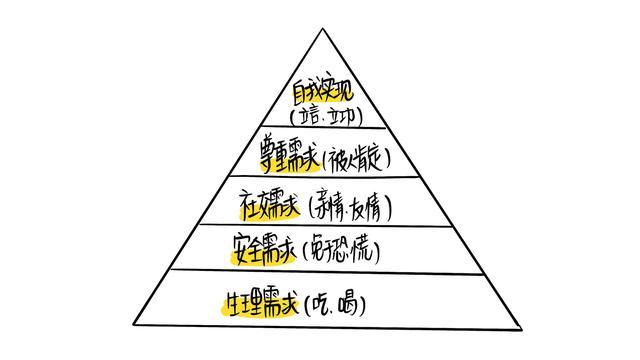 自我实现
(立言、立功)
尊重需求(被人肯定)
社交需求(亲情、友情)
安全需求(免于恐慌)
生理需求(吃、喝)